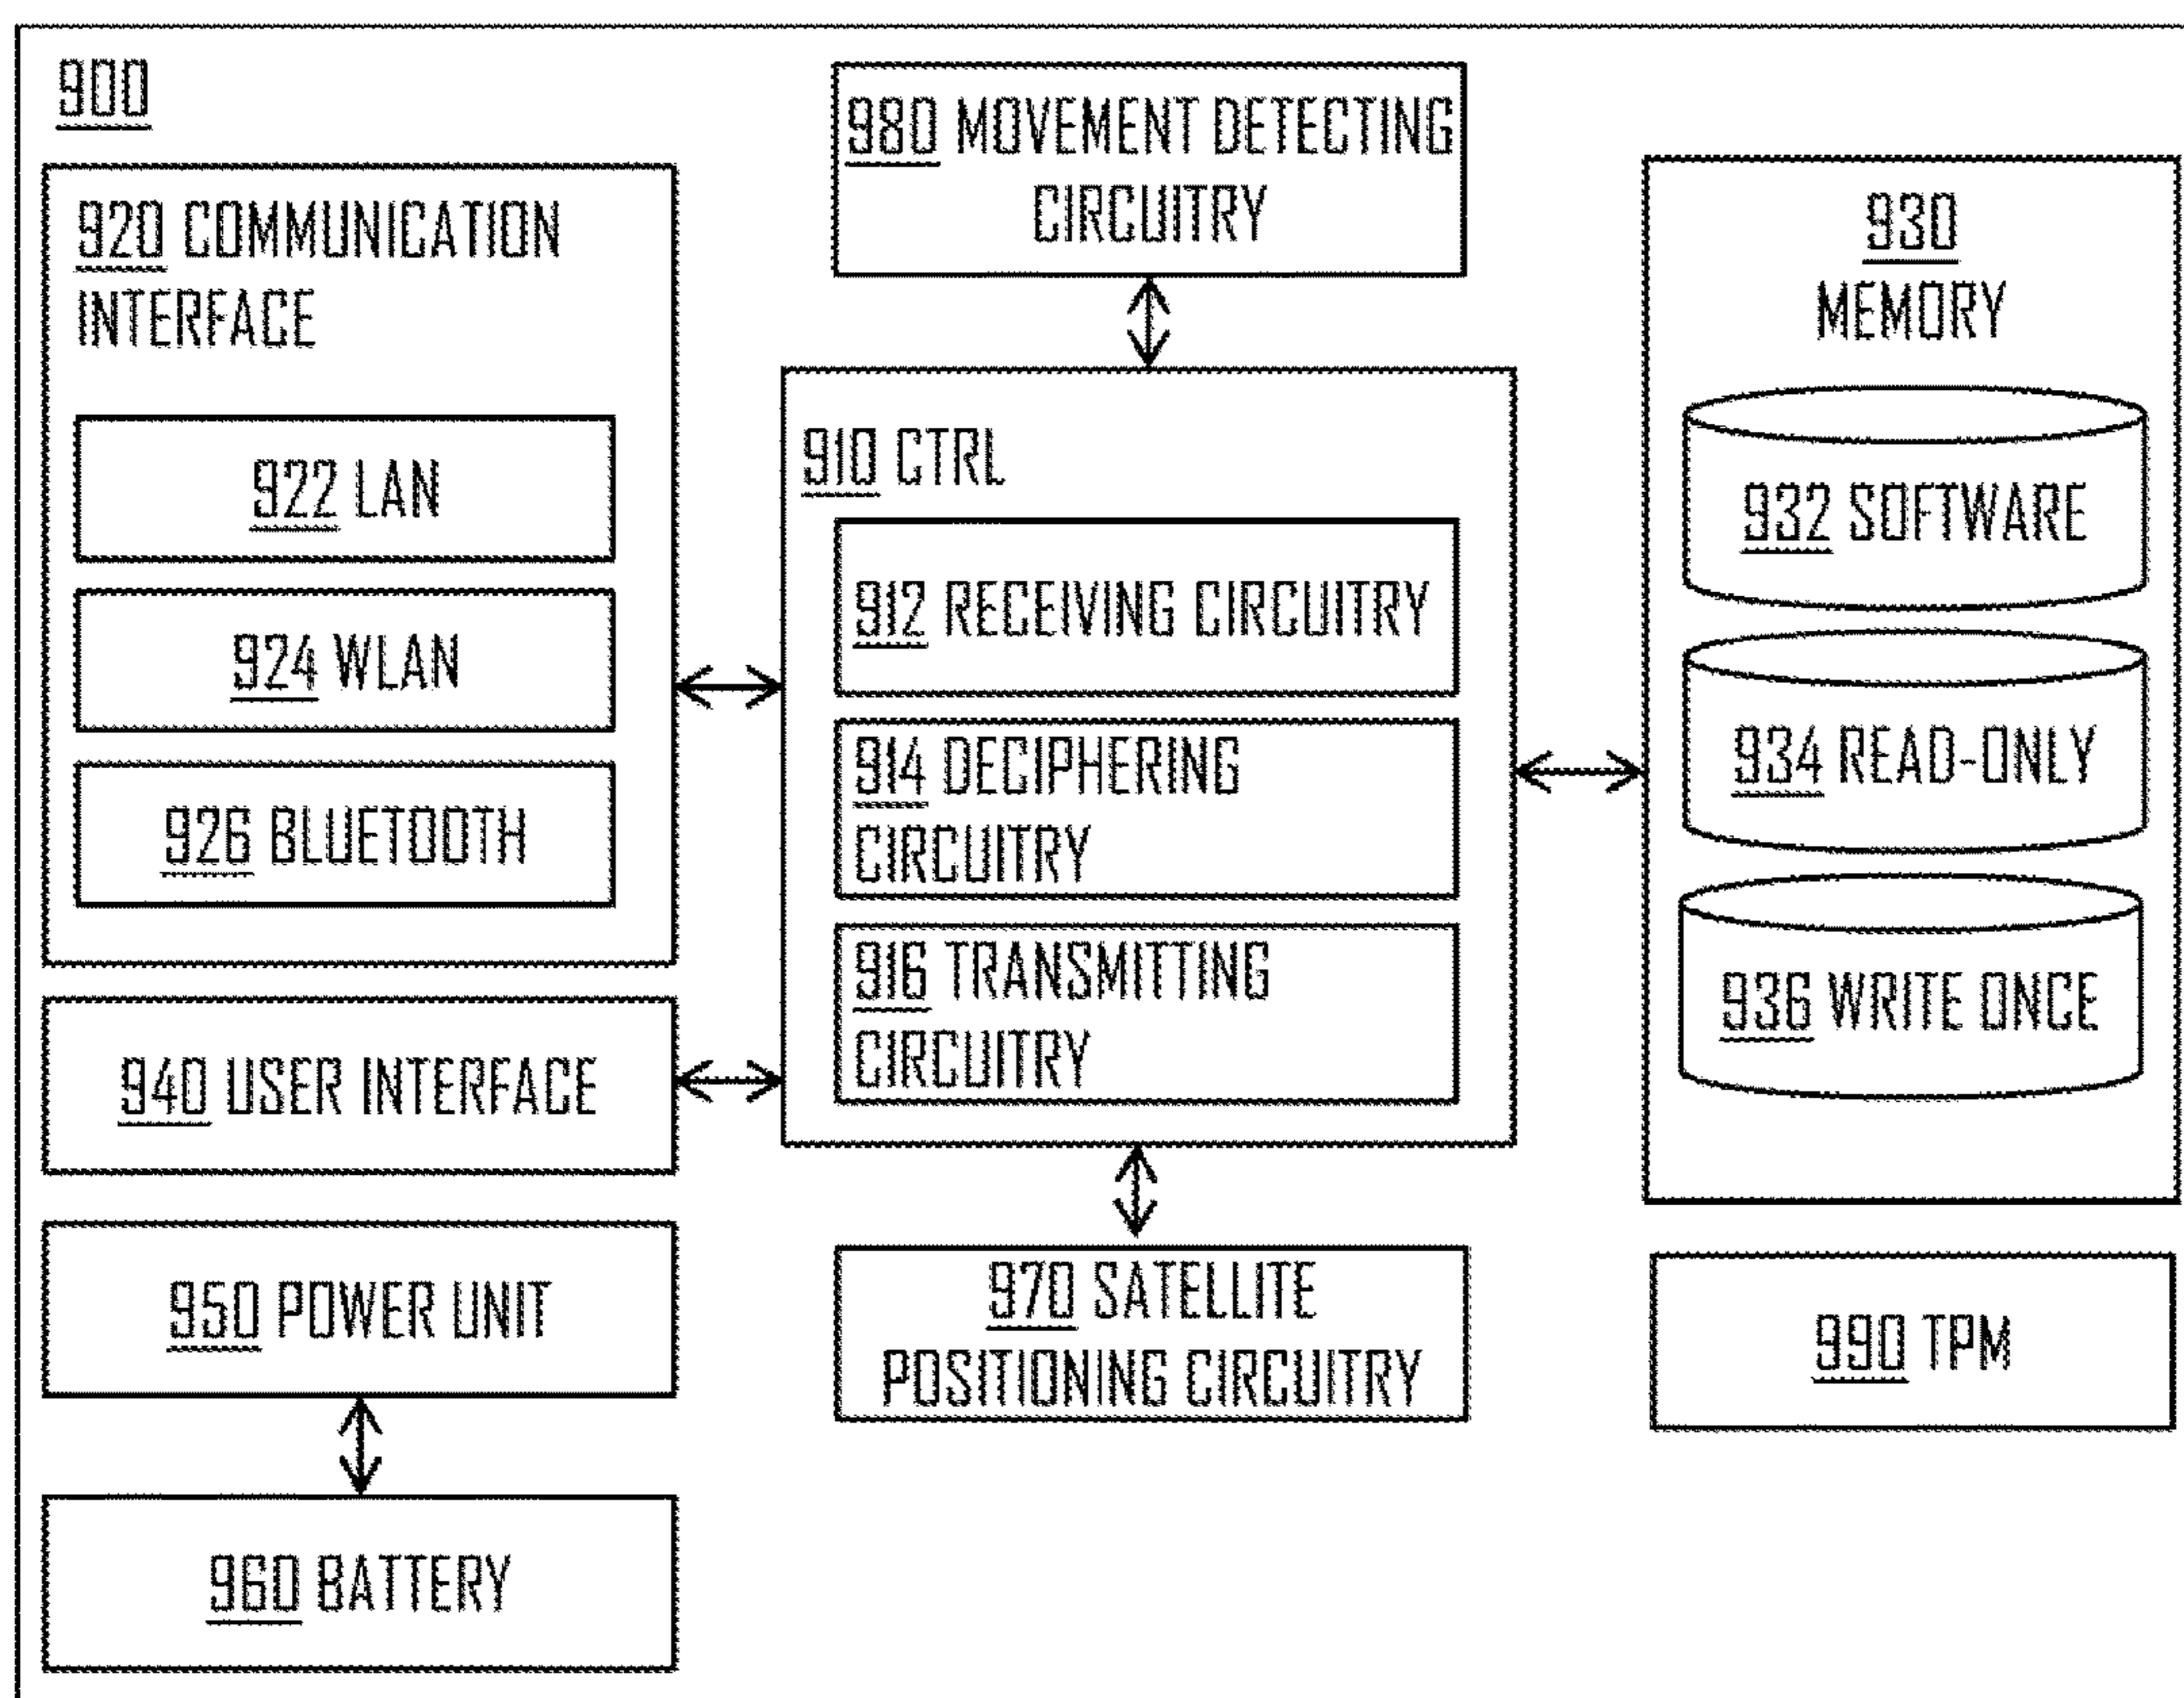 900
980 MOVEMENT DETECTING
CIRCUITRY
920 COMMUNICATION
INTERFACE
922 LAN
924 WLAN
926 BLUETOOTH
910 CTRL
912 RECEIVING CIRCUITRY
914 DECIPHERING
CIRCUITRY
916 TRANSMITTING
CIRCUITRY
930
MEMORY
932 SOFTWARE
934 READ-ONLY
936 WRITE ONCE
940 USER INTERFACE
950 POWER UNIT
970 SATELLITE
POSITIONING CIRCUITRY
990 TPM
960 BATTERY